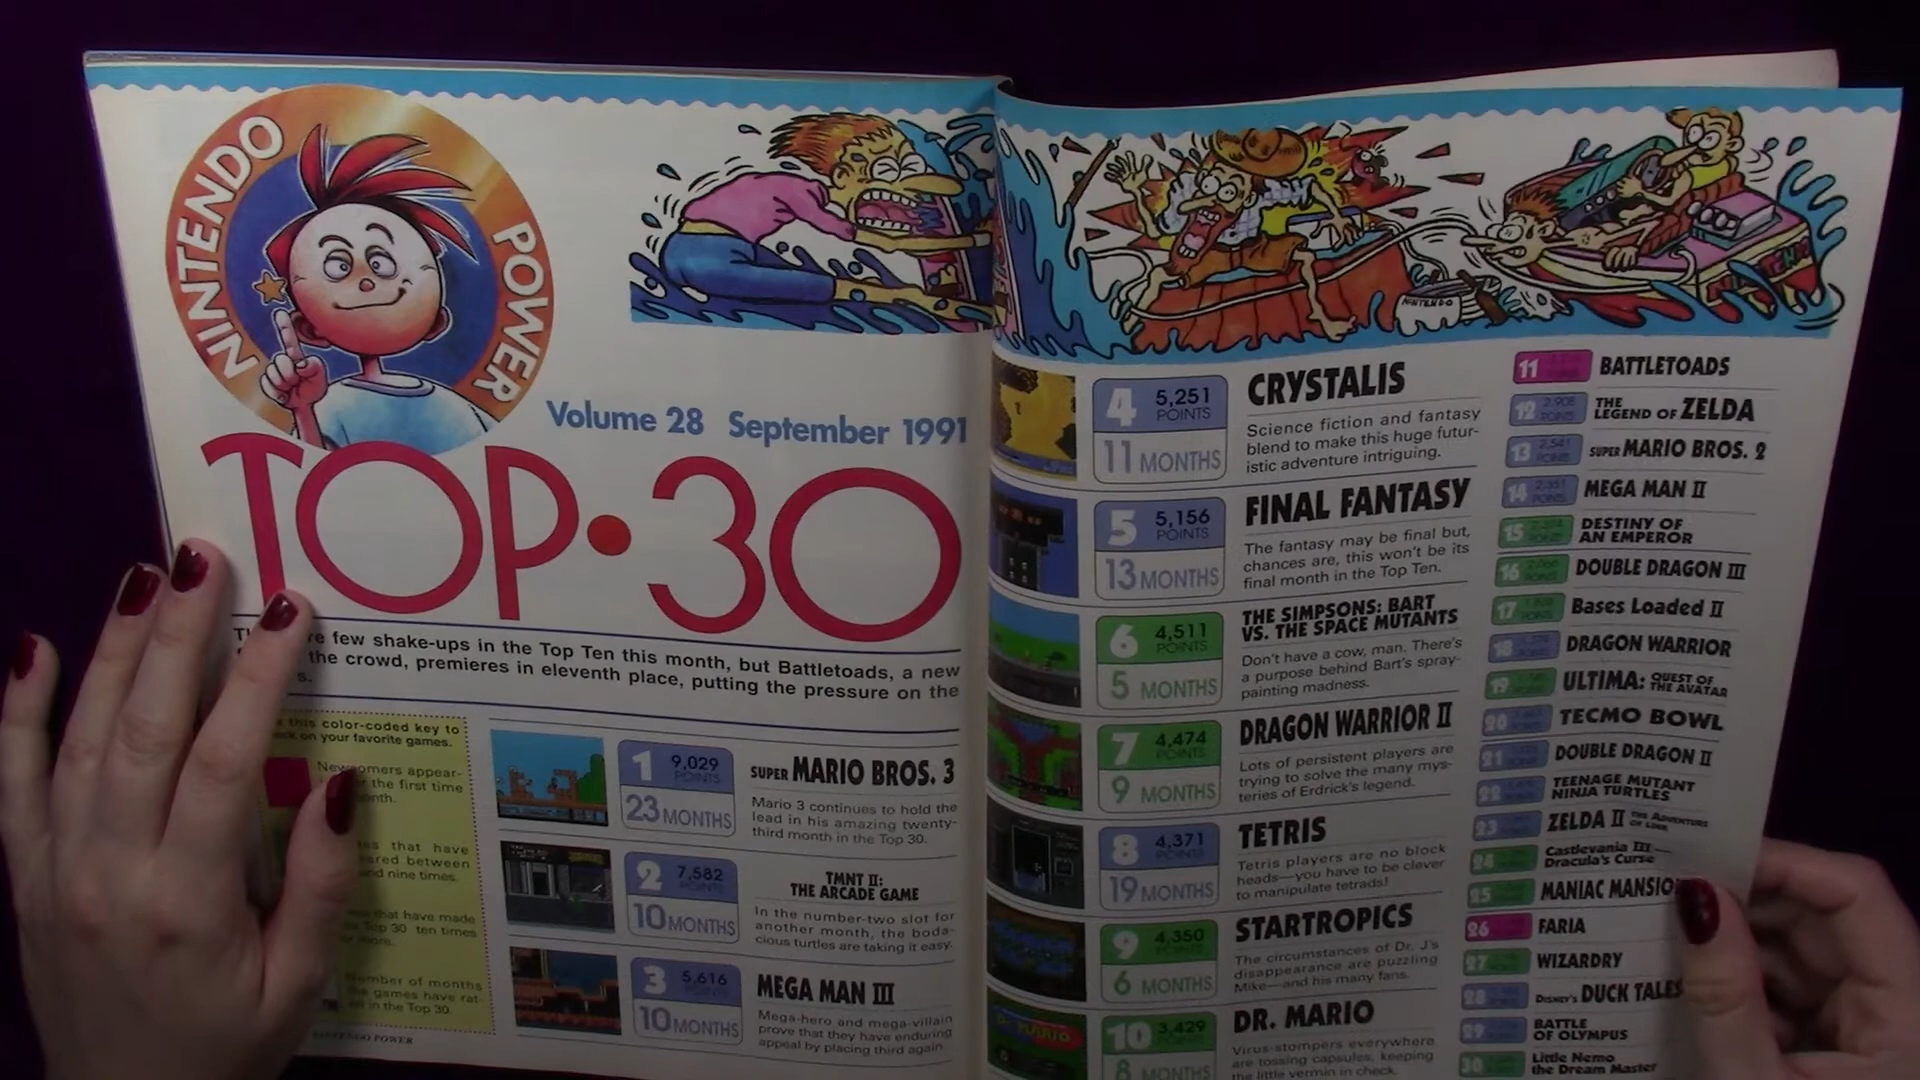 NINTENDO
POWER
Volume 28 September 1991
TOP•30
few shake-ups in the Top Ten this month, but Battletoads, a new
the crowd, premieres in eleventh place, putting the pressure on the
this color-coded key to
on your favorite games.
appear-
the first time
that have
between
nine times.
that have made
Top 30 ten times
more.
Number of months
games have
in the Top 30.
NINTENDO POWER
1 9,029
POINTS
23 MONTHS
SUPER MARIO BROS. 3
Mario 3 continues to hold the
lead in his amazing twenty-
third month in the Top 30.
2 7,582
POINTS
10 MONTHS
TMNT II:
THE ARCADE GAME
In the number-two slot for
another month, the boda-
cious turtles are taking it easy.
3 5,616
POINTS
10 MONTHS
MEGA MAN III
Mega-hero and mega villain
prove that they have enduring
appeal by placing third again
NINTENDO
4 5,251
POINTS
11 MONTHS
CRYSTALIS
Science fiction and fantasy
blend to make this huge futur-
istic adventure intriguing.
5 5,156
POINTS
13 MONTHS
FINAL FANTASY
The fantasy may be final but,
chances are, this won't be its
final month in the Top Ten.
6 4,511
POINTS
5 MONTHS
THE SIMPSONS: BART
VS. THE SPACE MUTANTS
Don't have a cow, man. There's
a purpose behind Bart's spray-
painting madness.
7 4,474
POINTS
9 MONTHS
DRAGON WARRIOR II
Lots of persistent players are
trying to solve the many mys-
teries of Erdrick's legend.
8 4,371
POINTS
19 MONTHS
TETRIS
Tetris players are no block
heads—you have to be clever
to manipulate tetrads!
9 4,350
POINTS
6 MONTHS
STARTROPICS
The circumstances of Dr. J's
disappearance are puzzling
Mike—and his many fans.
10 3,429
POINTS
8 MONTHS
DR. MARIO
Virus-stompers everywhere
are tossing capsules, keeping
the little vermin in check.
11 BATTLETOADS
12 2,908 POINTS THE LEGEND OF ZELDA
13 2,541 POINTS SUPER MARIO BROS. 2
14 POINTS MEGA MAN II
15 DESTINY OF
AN EMPEROR
16 DOUBLE DRAGON III
17 Bases Loaded II
18 DRAGON WARRIOR
19 ULTIMA: QUEST OF
THE AVATAR
20 TECMO BOWL
21 DOUBLE DRAGON II
22 TEENAGE MUTANT
NINJA TURTLES
23 ZELDA II THE ADVENTURE
OF LINK
24 Castlevania III—
Dracula's Curse
25 MANIAC
26 FARIA
27 WIZARDRY
28 DISNEY'S DUCK TALES
29 BATTLE
OF OLYMPUS
30 Little Nemo
the Dream Master